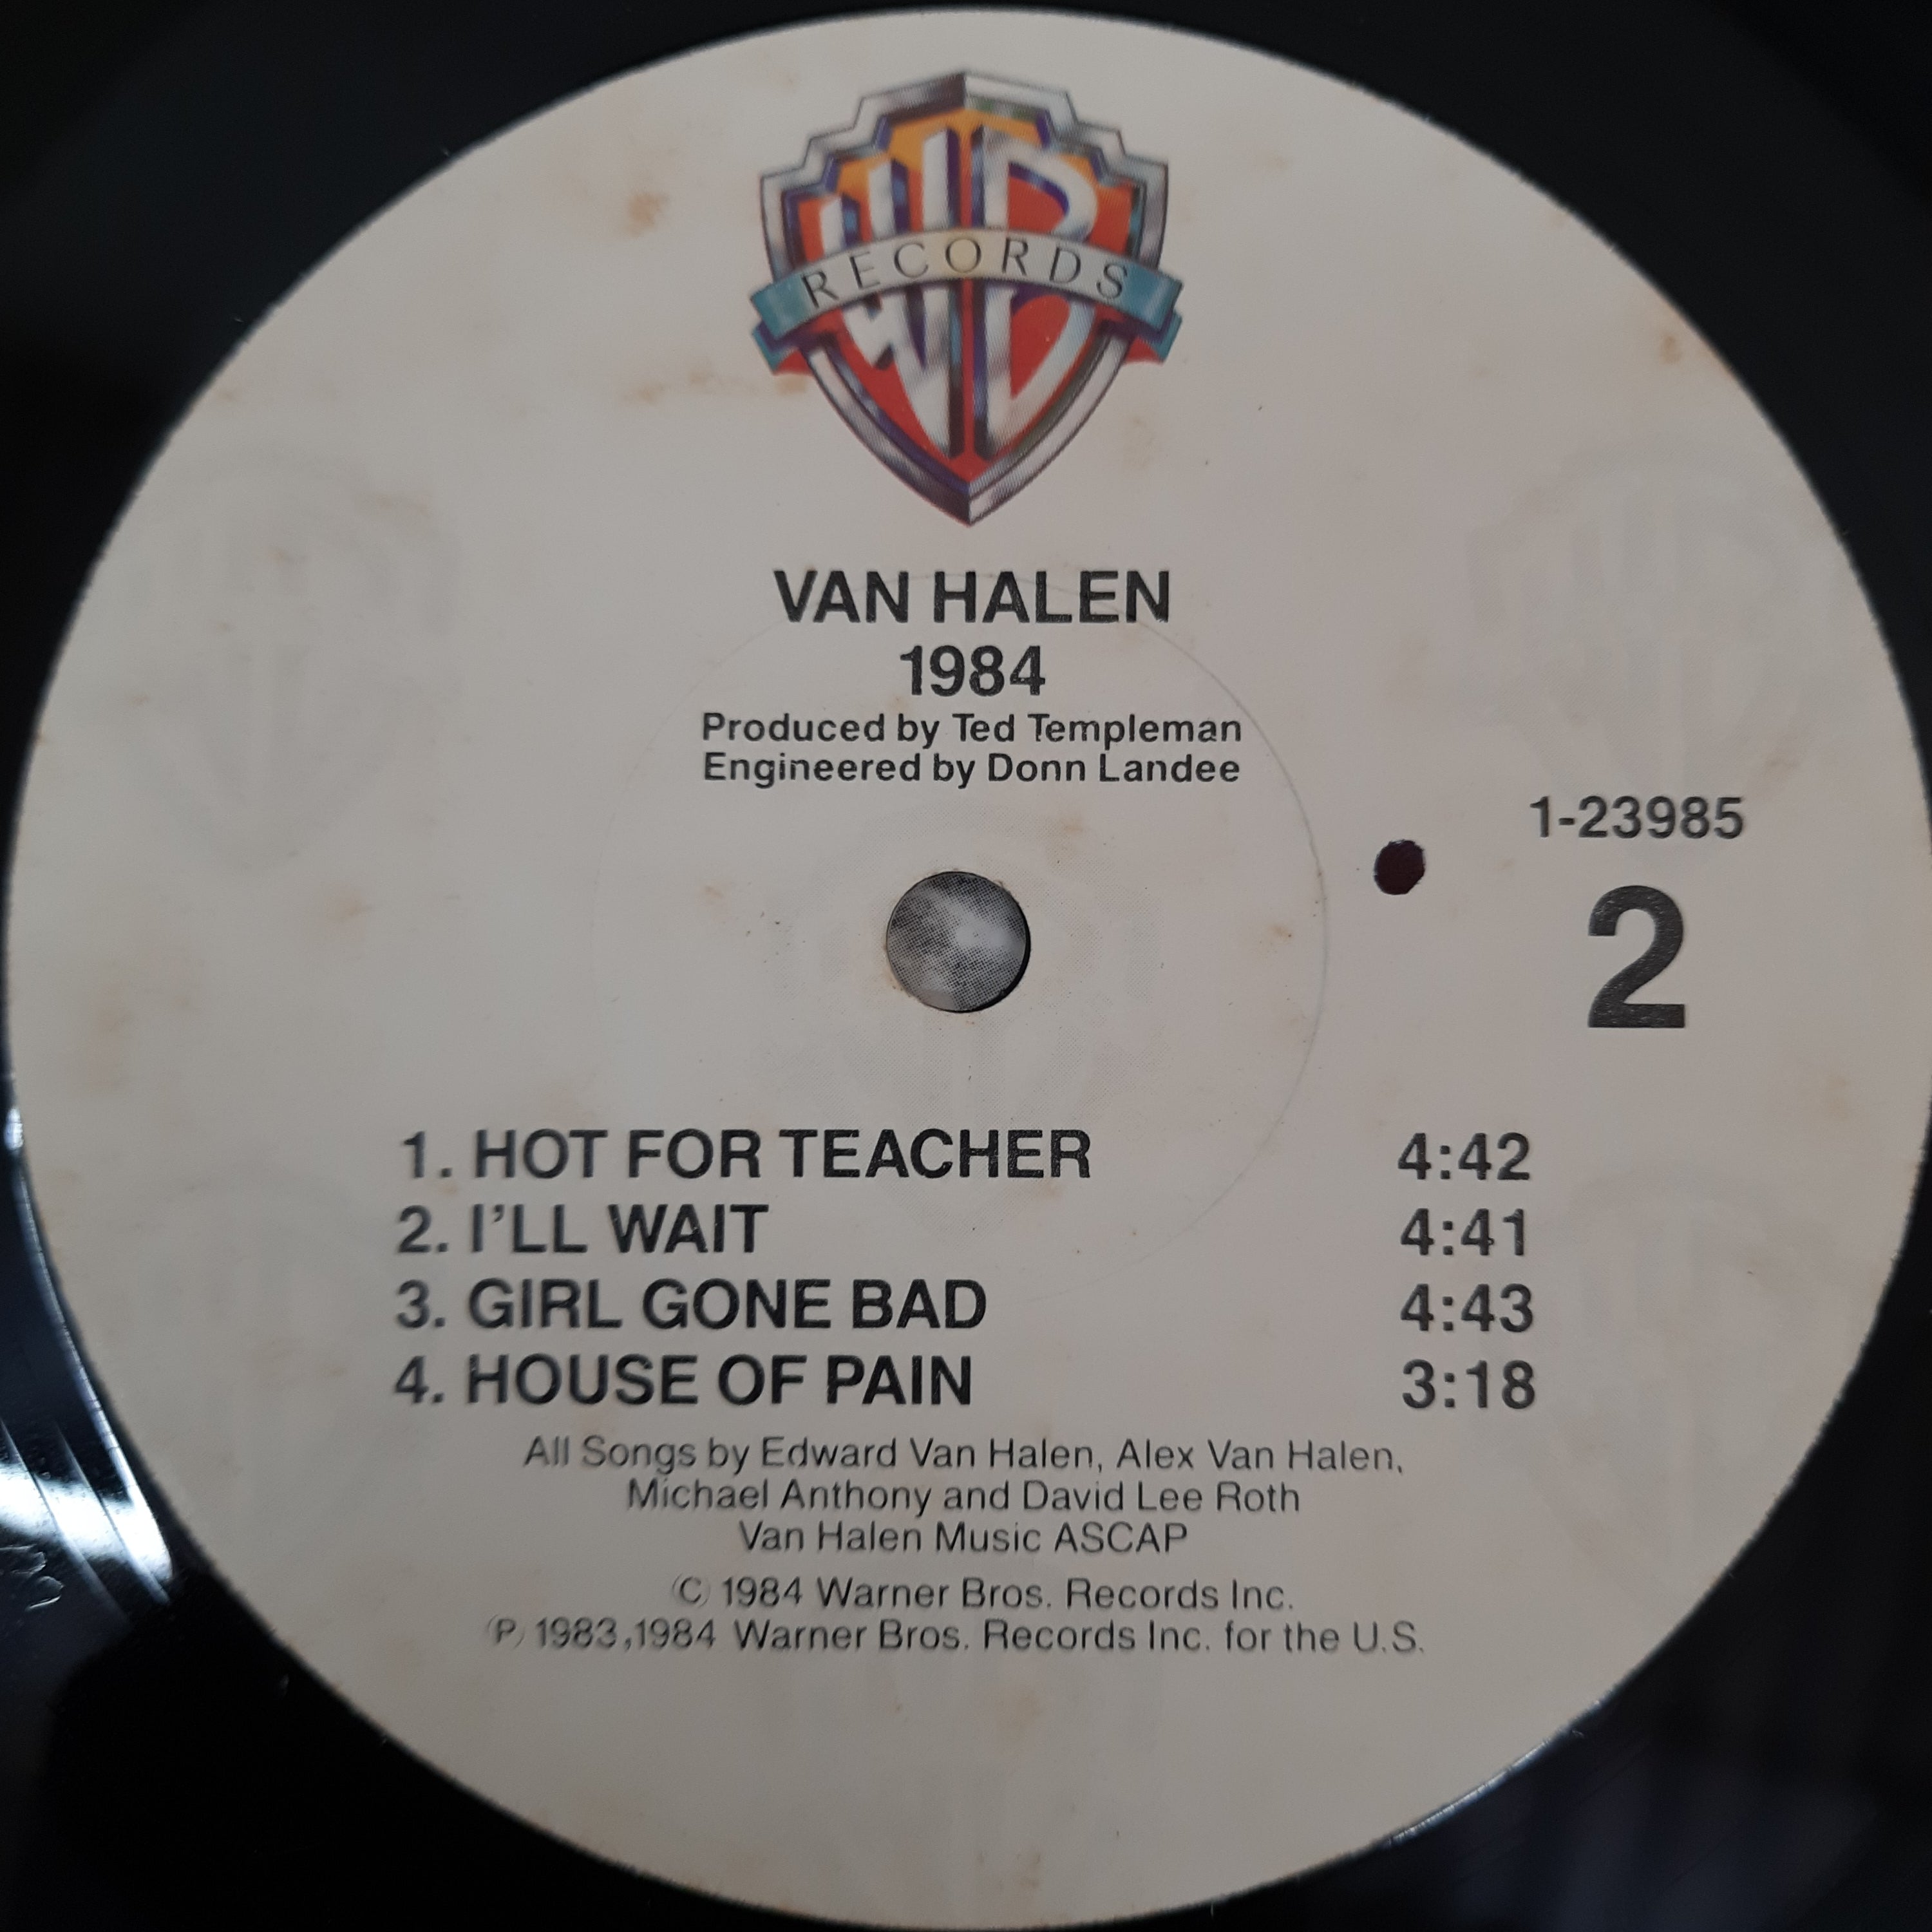 WB
RECORDS
VAN HALEN
1984
Produced by Ted Templeman
Engineered by Donn Landee
1-23985
2
1. HOT FOR TEACHER 4:42
2. I'LL WAIT 4:41
3. GIRL GONE BAD 4:43
4. HOUSE OF PAIN 3:18
All Songs by Edward Van Halen, Alex Van Halen,
Michael Anthony and David Lee Roth
Van Halen Music ASCAP
© 1984 Warner Bros. Records Inc.
℗ 1983,1984 Warner Bros. Records Inc. for the U.S.